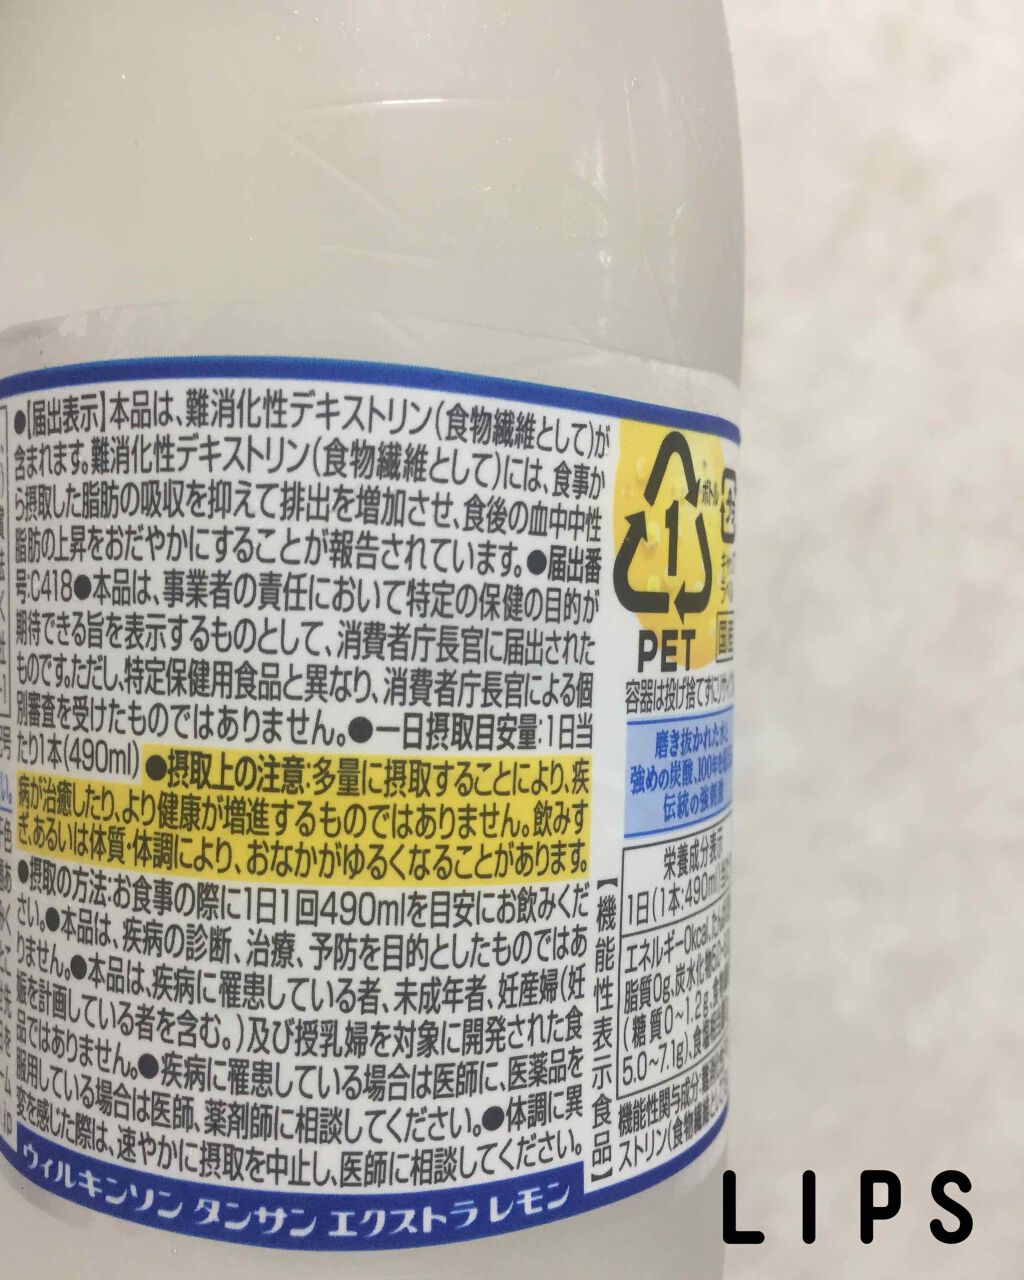 ●【届出表示】本品は、難消化性デキストリン(食物繊維として)が
含まれます。難消化性デキストリン(食物繊維として)には、食事か
ら摂取した脂肪の吸収を抑えて排出を増加させ、食後の血中中性
脂肪の上昇をおだやかにすることが報告されています。●届出番
号:C418●本品は、事業者の責任において特定の保健の目的が
期待できる旨を表示するものとして、消費者庁長官に届出された
ものです。ただし、特定保健用食品と異なり、消費者庁長官による個
別審査を受けたものではありません。●一日摂取目安量:1日当
たり1本(490ml)●摂取上の注意:多量に摂取することにより、疾
病が治癒したり、より健康が増進するものではありません。飲みす
ぎ、あるいは体質・体調により、おなかがゆるくなることがあります。
●摂取の方法:お食事の際に1日1回490mlを目安にお飲みくだ
さい。●本品は、疾病の診断、治療、予防を目的としたものではあ
りません。●本品は、疾病に罹患している者、未成年者、妊産婦(妊
娠を計画している者を含む。)及び授乳婦を対象に開発された食
品ではありません。●疾病に罹患している場合は医師に、医薬品を
服用している場合は医師、薬剤師に相談してください。●体調に異
変を感じた際は、速やかに摂取を中止し、医師に相談してください。
ウィルキンソン タンサン エクストラ レモン
【機能性表示食品】
ボトル
1
PET
容器は投げ捨てずにリサイ
磨き抜かれた水
強めの炭酸、100年を
伝統の強刺激
栄養成分表示
1日(1本:490ml)
エネルギー0kcal、
脂質0g、炭水化物
(糖質0~1.2g、食
5.0~7.1g)、食塩
機能性関与成分:難消
ストリン(食物繊維と
LIPS